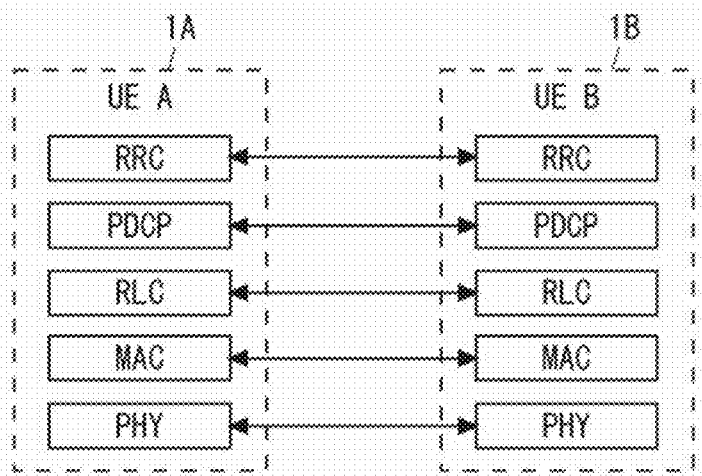 1A 1B
UE A UE B
RRC RRC
PDCP PDCP
RLC RLC
MAC MAC
PHY PHY